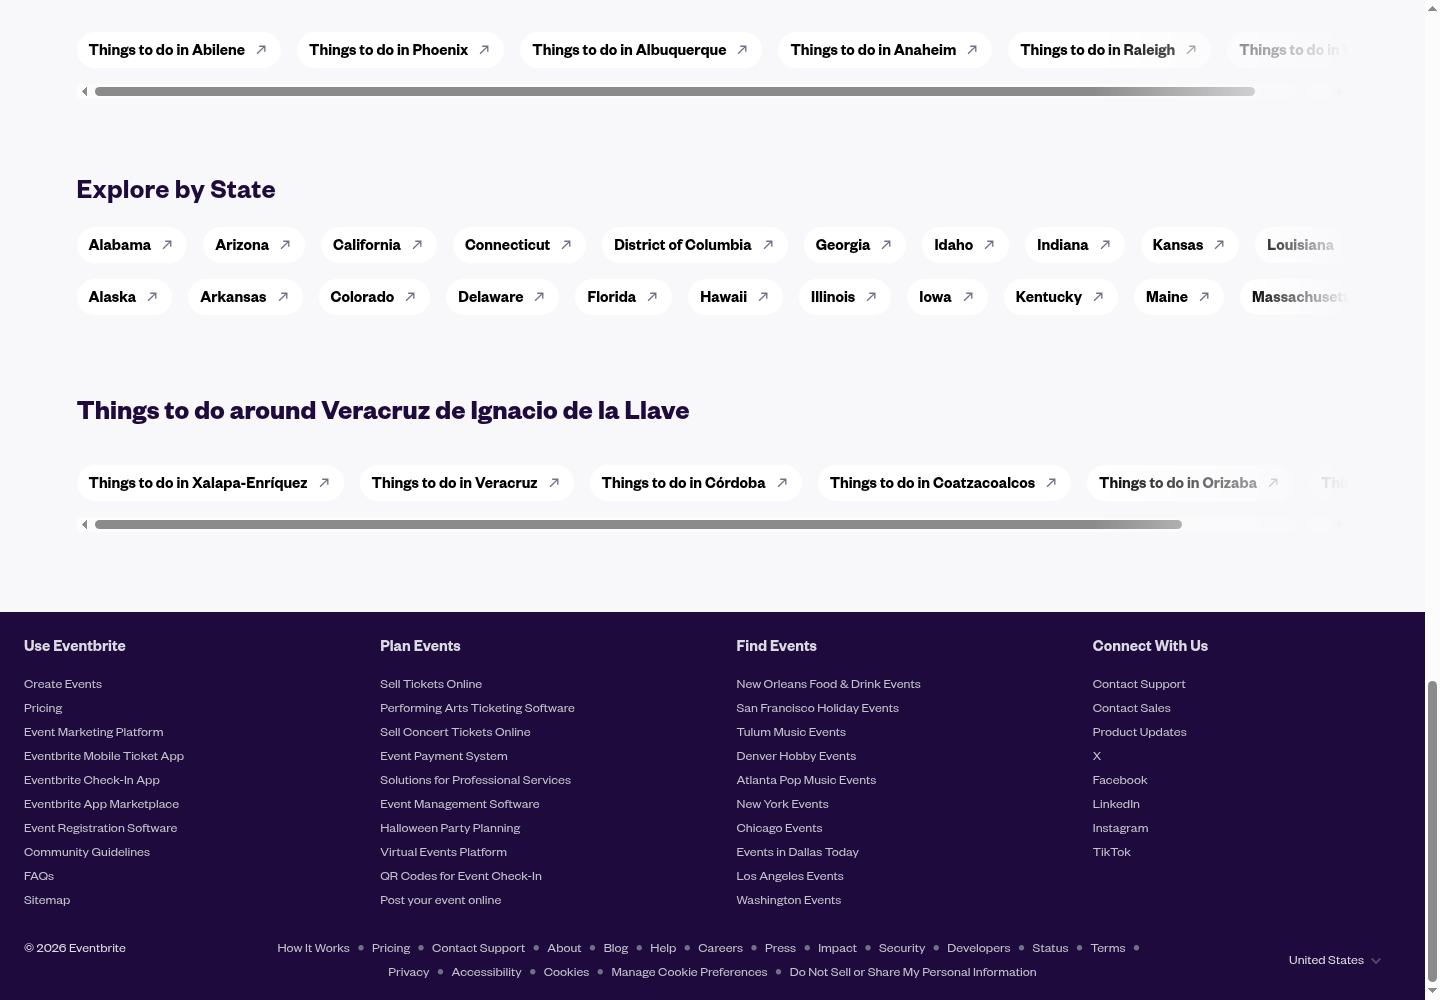 Things to do in Abilene Things to do in Phoenix Things to do in Albuquerque Things to do in Anaheim Things to do in Raleigh Things to do in
Explore by State
Alabama Arizona California Connecticut District of Columbia Georgia Idaho Indiana Kansas Louisiana
Alaska Arkansas Colorado Delaware Florida Hawaii Illinois Iowa Kentucky Maine Massachuset
Things to do around Veracruz de Ignacio de la Llave
Things to do in Xalapa-Enríquez Things to do in Veracruz Things to do in Córdoba Things to do in Coatzacoalcos Things to do in Orizaba
Use Eventbrite
Create Events
Pricing
Event Marketing Platform
Eventbrite Mobile Ticket App
Eventbrite Check-In App
Eventbrite App Marketplace
Event Registration Software
Community Guidelines
FAQs
Sitemap
Plan Events
Sell Tickets Online
Performing Arts Ticketing Software
Sell Concert Tickets Online
Event Payment System
Solutions for Professional Services
Event Management Software
Halloween Party Planning
Virtual Events Platform
QR Codes for Event Check-In
Post your event online
Find Events
New Orleans Food & Drink Events
San Francisco Holiday Events
Tulum Music Events
Denver Hobby Events
Atlanta Pop Music Events
New York Events
Chicago Events
Events in Dallas Today
Los Angeles Events
Washington Events
Connect With Us
Contact Support
Contact Sales
Product Updates
X
Facebook
LinkedIn
Instagram
TikTok
© 2026 Eventbrite
How It Works • Pricing • Contact Support • About • Blog • Help • Careers • Press • Impact • Security • Developers • Status • Terms •
Privacy • Accessibility • Cookies • Manage Cookie Preferences • Do Not Sell or Share My Personal Information
United States